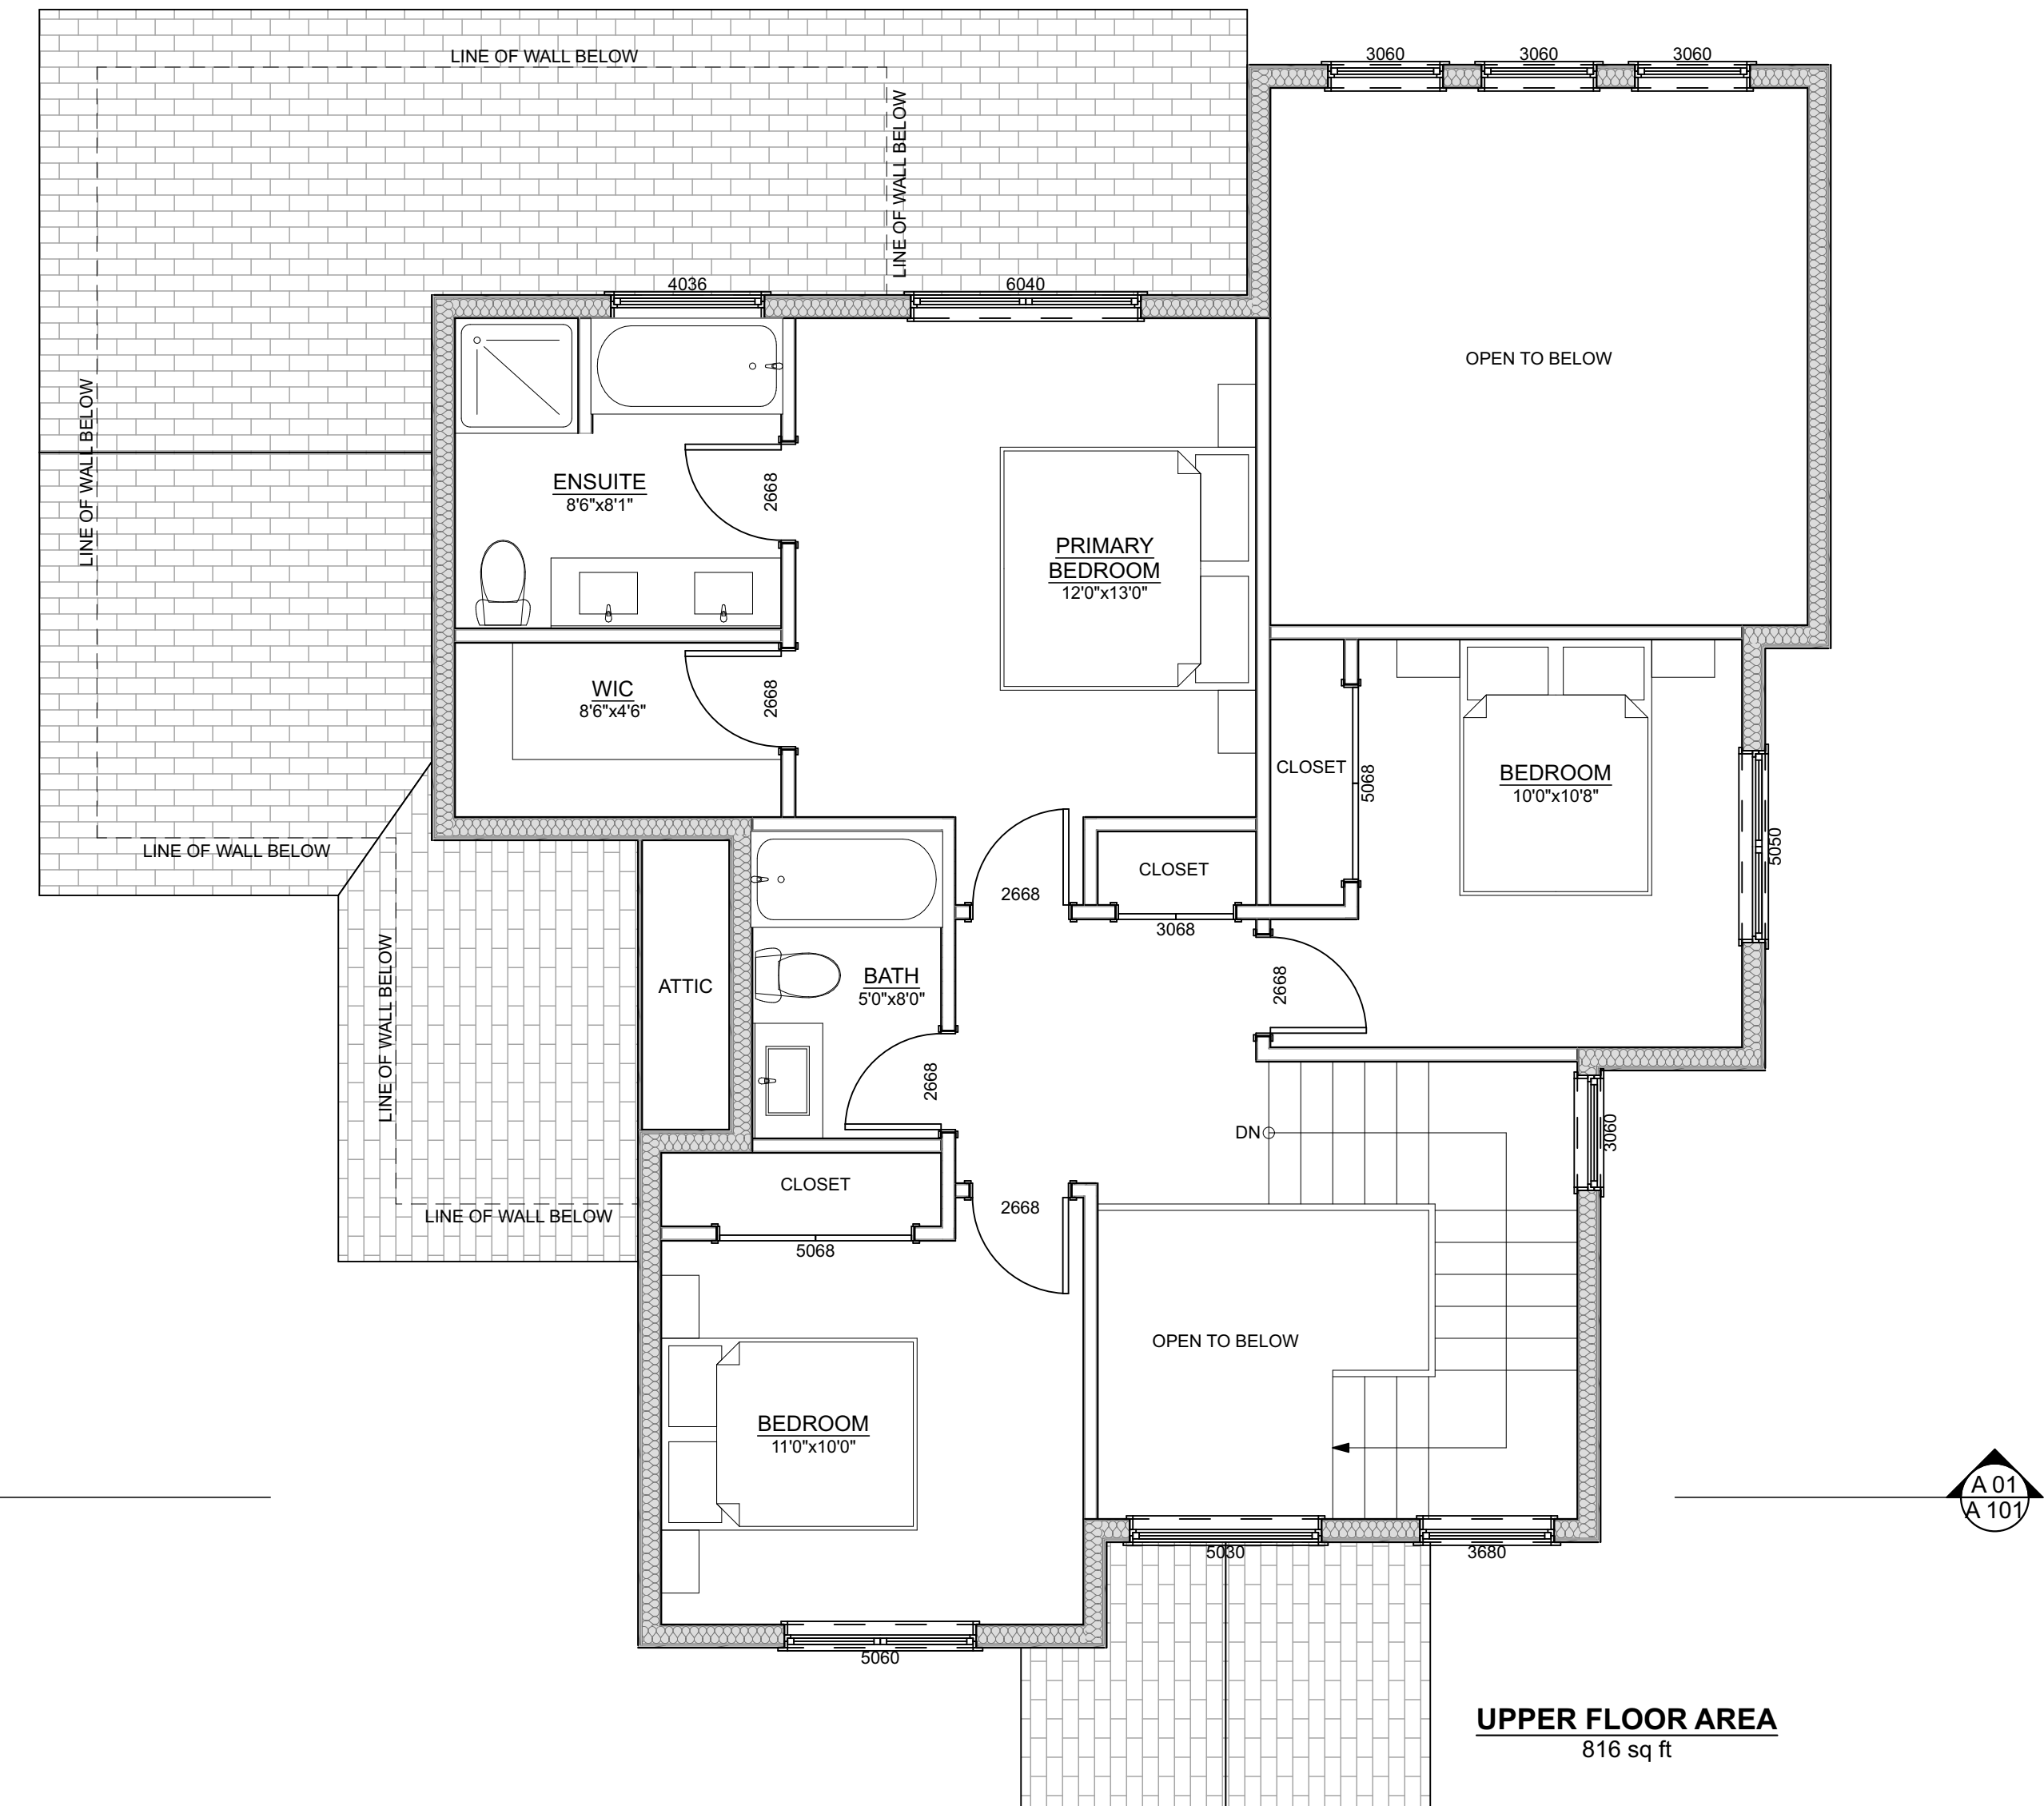 LINE OF WALL BELOW
3060
3060
3060
LINE OF WALL BELOW
4036
6040
OPEN TO BELOW
LINE OF WALL BELOW
ENSUITE
8'6"x8'1"
2668
PRIMARY
BEDROOM
12'0"x13'0"
WIC
8'6"x4'6"
2668
CLOSET
5068
BEDROOM
10'0"x10'8"
5050
LINE OF WALL BELOW
CLOSET
2668
3068
LINE OF WALL BELOW
ATTIC
BATH
5'0"x8'0"
2668
2668
DN
3060
CLOSET
2668
LINE OF WALL BELOW
5068
OPEN TO BELOW
BEDROOM
11'0"x10'0"
A 01
A 101
5030
3680
5060
UPPER FLOOR AREA
816 sq ft